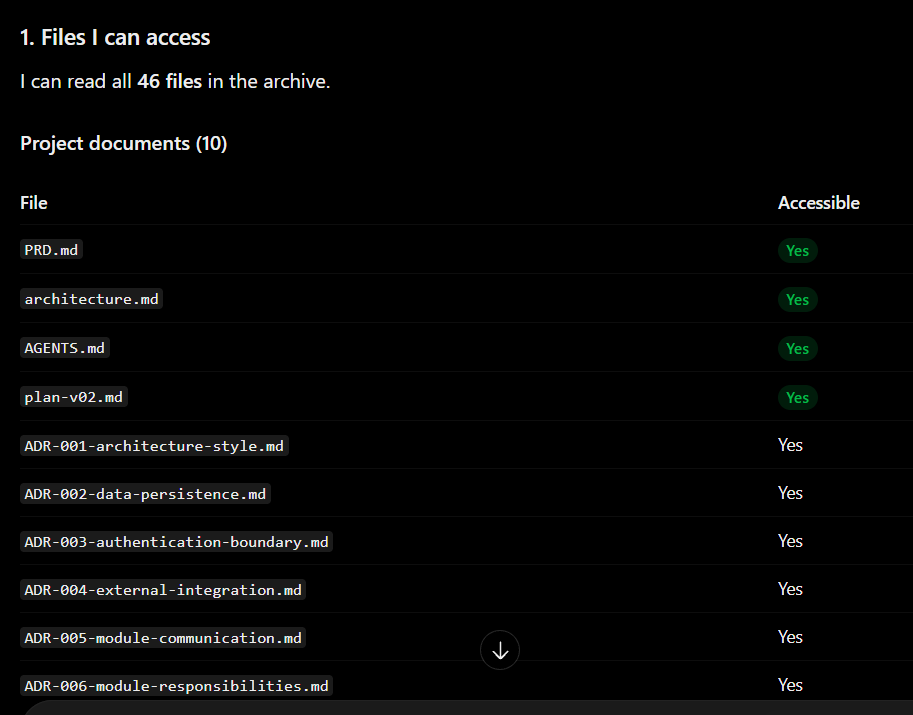 1. Files I can access
I can read all 46 files in the archive.
Project documents (10)
File Accessible
PRD.md Yes
architecture.md Yes
AGENTS.md Yes
plan-v02.md Yes
ADR-001-architecture-style.md Yes
ADR-002-data-persistence.md Yes
ADR-003-authentication-boundary.md Yes
ADR-004-external-integration.md Yes
ADR-005-module-communication.md Yes
ADR-006-module-responsibilities.md Yes